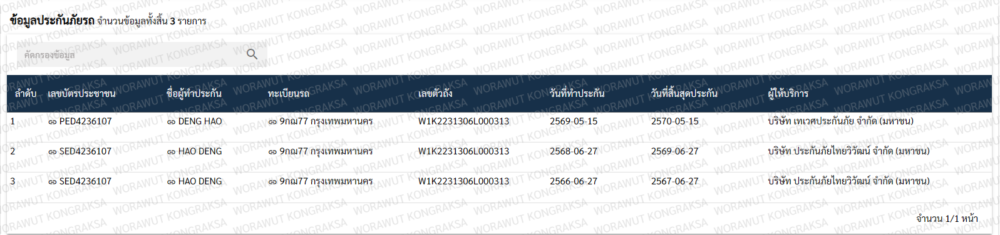 ข้อมูลประกันภัยรถ จำนวนข้อมูลทั้งสิ้น 3 รายการ
คัดกรองข้อมูล
ลำดับ เลขบัตรประชาชน ชื่อผู้ทำประกัน ทะเบียนรถ เลขตัวถัง วันที่ทำประกัน วันที่สิ้นสุดประกัน ผู้ให้บริการ
1 PED4236107 DENG HAO 9กฌ77 กรุงเทพมหานคร W1K2231306L000313 2569-05-15 2570-05-15 บริษัท เทเวศประกันภัย จำกัด (มหาชน)
2 SED4236107 HAO DENG 9กฌ77 กรุงเทพมหานคร W1K2231306L000313 2568-06-27 2569-06-27 บริษัท ประกันภัยไทยวิวัฒน์ จำกัด (มหาชน)
3 SED4236107 HAO DENG 9กฌ77 กรุงเทพมหานคร W1K2231306L000313 2566-06-27 2567-06-27 บริษัท ประกันภัยไทยวิวัฒน์ จำกัด (มหาชน)
จำนวน 1/1 หน้า
WORAWUT KONGRAKSA